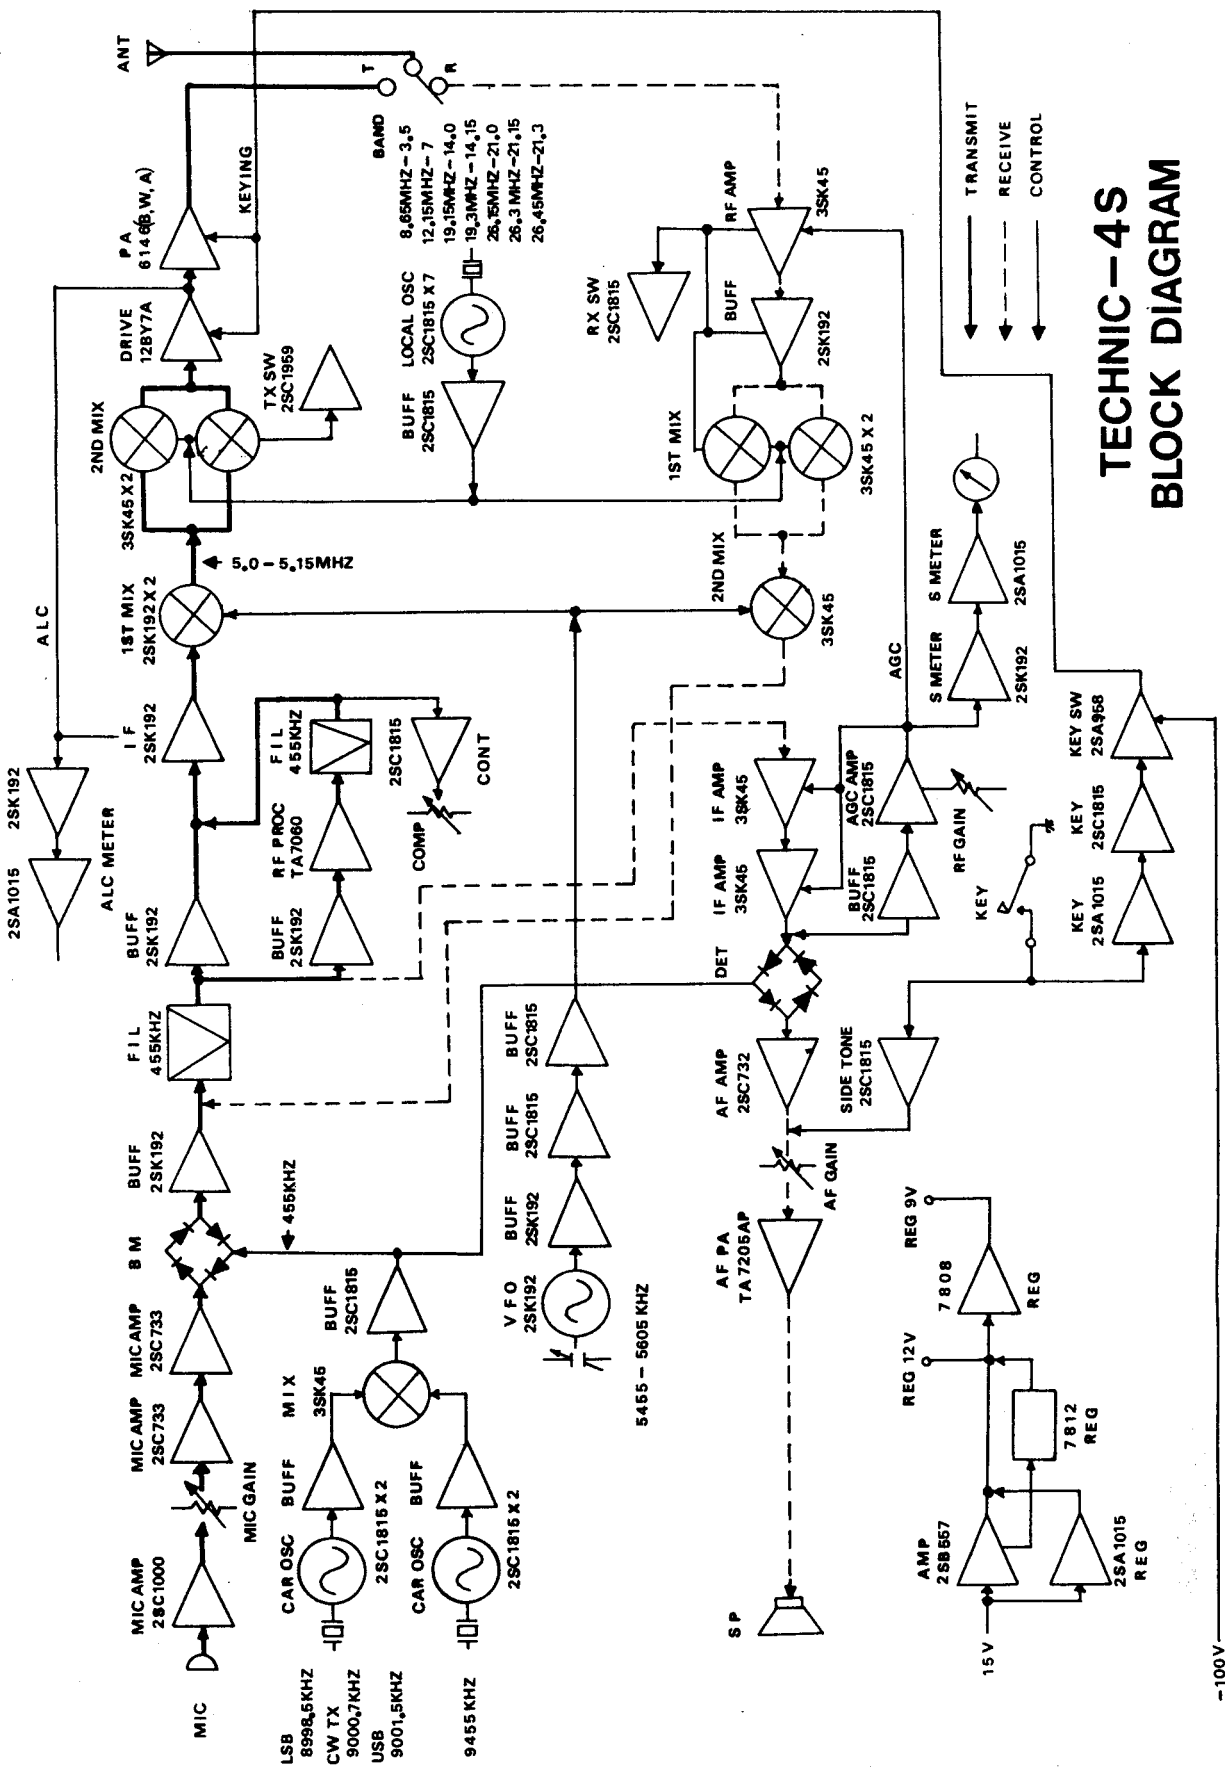 TECHNIC-4S
BLOCK DIAGRAM
TRANSMIT
RECEIVE
CONTROL
MIC
MIC AMP
2SC1000
MIC GAIN
MIC AMP
2SC733
MIC AMP
2SC733
BM
BUFF
2SK192
FIL
455KHZ
BUFF
2SK192
IF
2SK192
1ST MIX
2SK192 X 2
5.0-5.15MHZ
3SK45 X 2
2ND MIX
DRIVE
12BY7A
PA
6146(B,W,A)
ANT
T
R
KEYING
TX SW
2SC1959
ALC
2SK192
2SA1015
ALC METER
BUFF
2SK192
RF PROC
TA7060
FIL
455KHZ
2SC1815
CONT
COMP
LSB
8998.5KHZ
CW TX
9000.7KHZ
USB
9001.5KHZ
9455KHZ
CAR OSC
BUFF
2SC1815 X 2
CAR OSC
BUFF
2SC1815 X 2
MIX
3SK45
BUFF
2SC1815
455KHZ
VFO
2SK192
5455-5605 KHZ
BUFF
2SK192
BUFF
2SC1815
BUFF
2SC1815
BAND
8.65MHZ-3.5
12.15MHZ-7
19.15MHZ-14.0
19.3MHZ-14.15
26.15MHZ-21.0
26.3MHZ-21.15
26.45MHZ-21.3
LOCAL OSC
2SC1815 X 7
BUFF
2SC1815
RF AMP
3SK45
RX SW
2SC1815
BUFF
2SK192
1ST MIX
3SK45 X 2
2ND MIX
3SK45
IF AMP
3SK45
IF AMP
3SK45
AGC
AGC AMP
2SC1815
BUFF
2SC1815
RF GAIN
S METER
2SK192
S METER
2SA1015
DET
AF AMP
2SC732
SIDE TONE
2SC1815
AF GAIN
AF PA
TA7205AP
SP
KEY
KEY
2SA1015
KEY
2SC1815
KEY SW
2SA958
-100V
15V
AMP
2SB557
2SA1015
REG
7812
REG
REG 12V
7808
REG
REG 9V